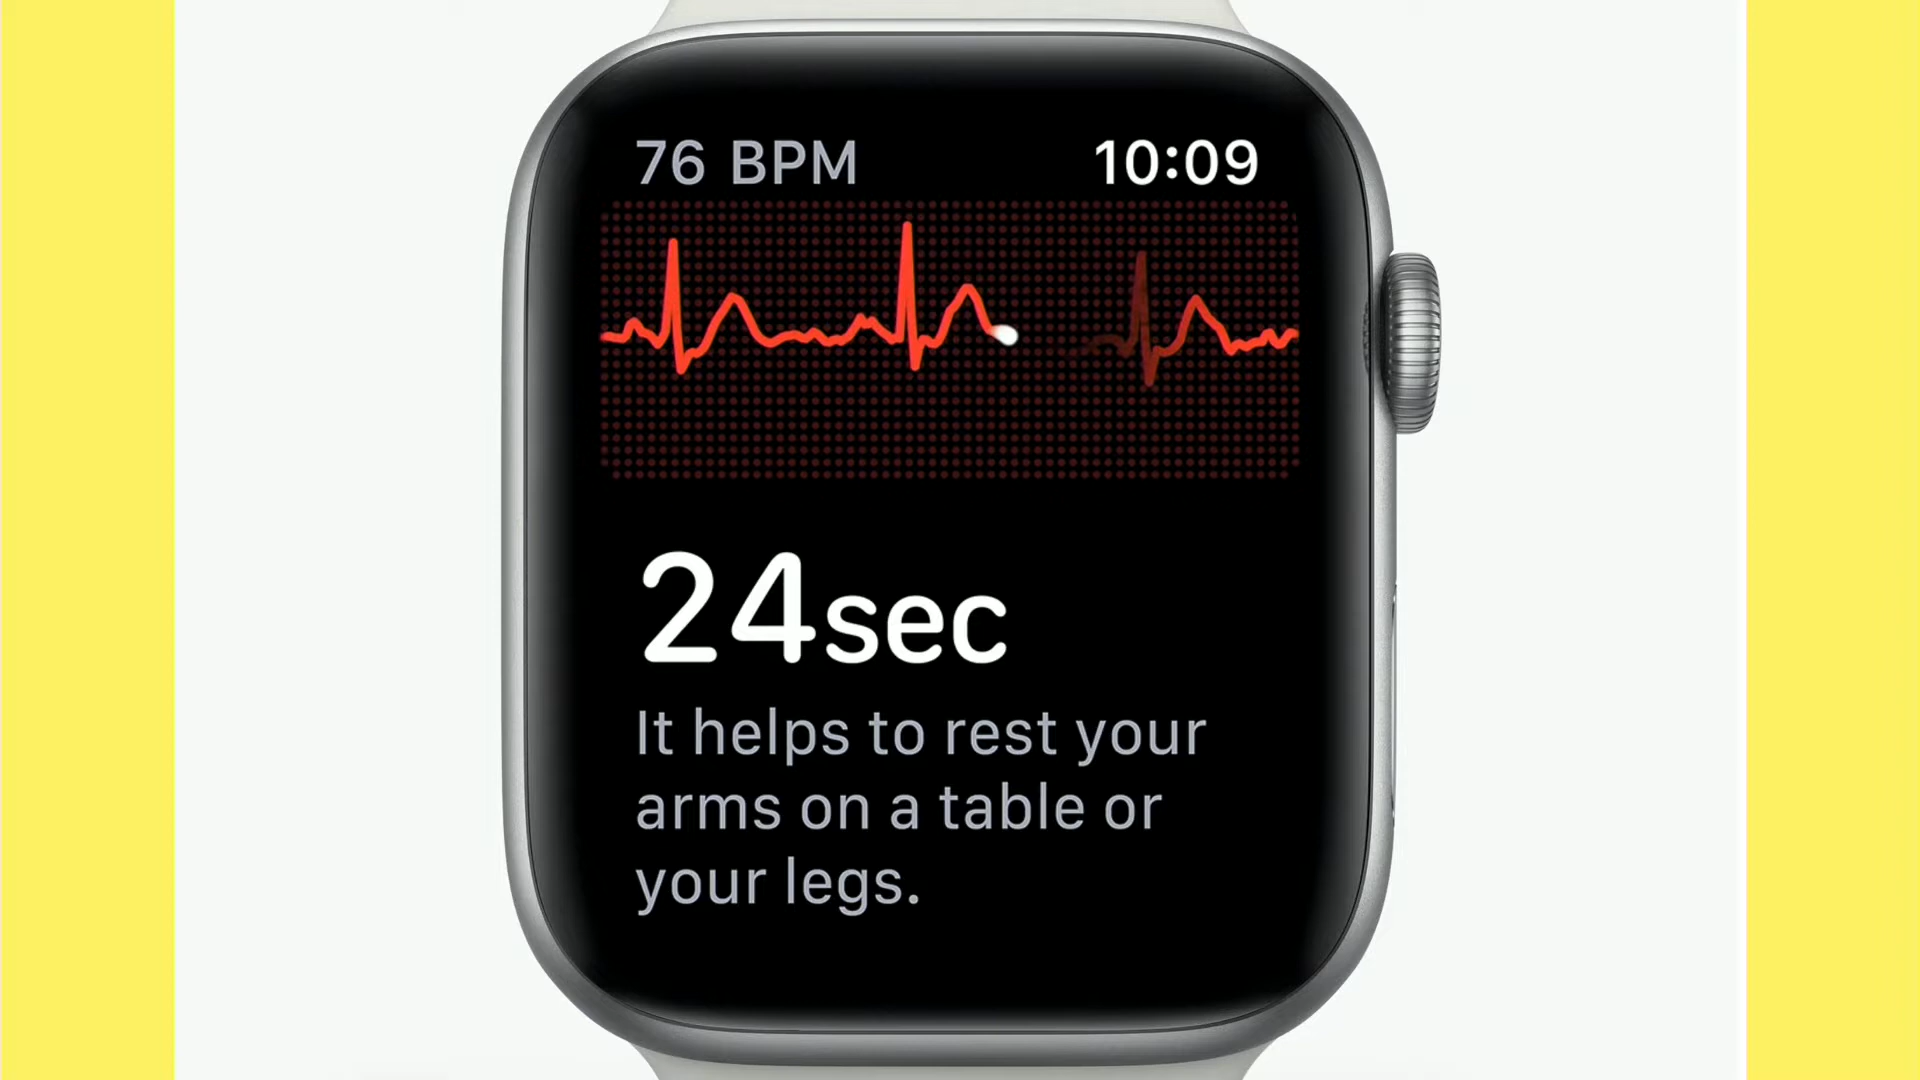 76 BPM 10:09
24sec
It helps to rest your
arms on a table or
your legs.